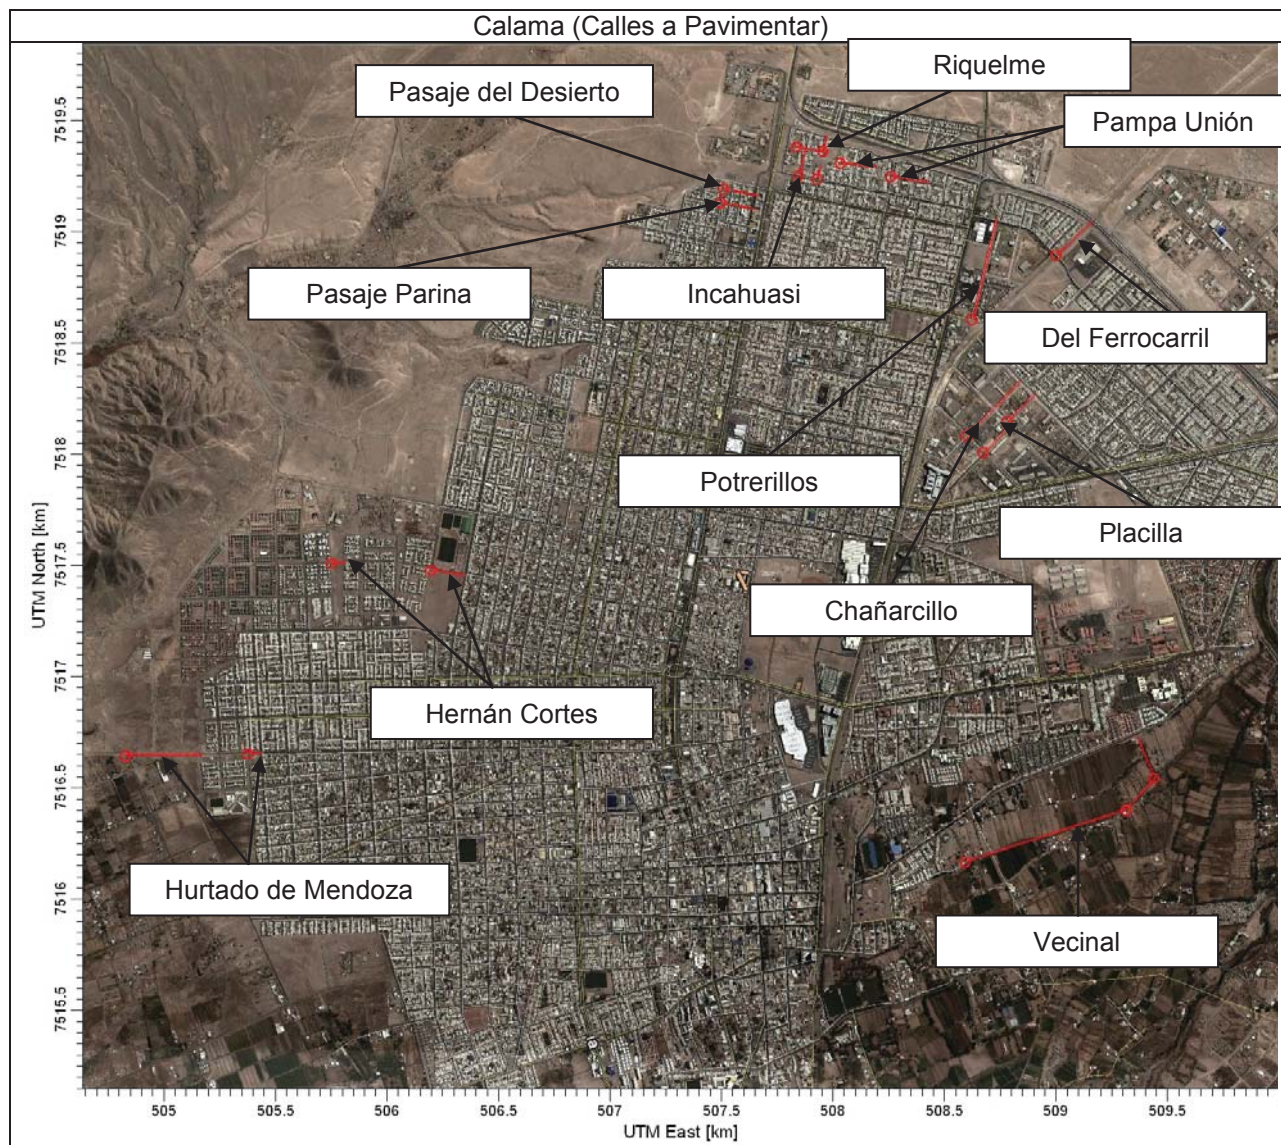 Calama (Calles a Pavimentar)
Riquelme
Pasaje del Desierto
Pampa Unión
Pasaje Parina
Incahuasi
Del Ferrocarril
Potrerillos
Placilla
Chañarcillo
Hernán Cortes
Hurtado de Mendoza
Vecinal
UTM North [km]
7519.5
7519
7518.5
7518
7517.5
7517
7516.5
7516
7515.5
505 505.5 506 506.5 507 507.5 508 508.5 509 509.5
UTM East [km]